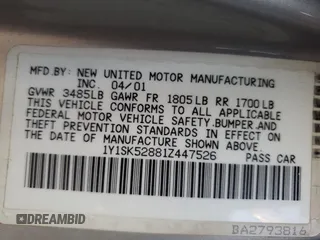 MFD.BY: NEW UNITED MOTOR MANUFACTURING
INC. 04/01
GVWR 3485LB GAWR FR 1805LB RR 1700LB
THIS VEHICLE CONFORMS TO ALL APPLICABLE
FEDERAL MOTOR VEHICLE SAFETY.BUMPER.AND
THEFT PREVENTION STANDARDS IN EFFECT ON
DATE OF MANUFACTURE SHOWN ABOVE
1Y1SK52881Z447526 PASS CAR
BA2793816
© CARDEBAMID